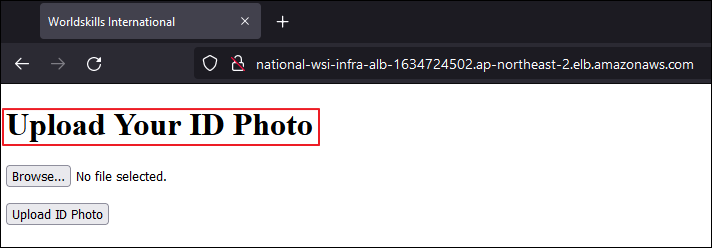 Worldskills International
national-wsi-infra-alb-1634724502.ap-northeast-2.elb.amazonaws.com
Upload Your ID Photo
Browse... No file selected.
Upload ID Photo